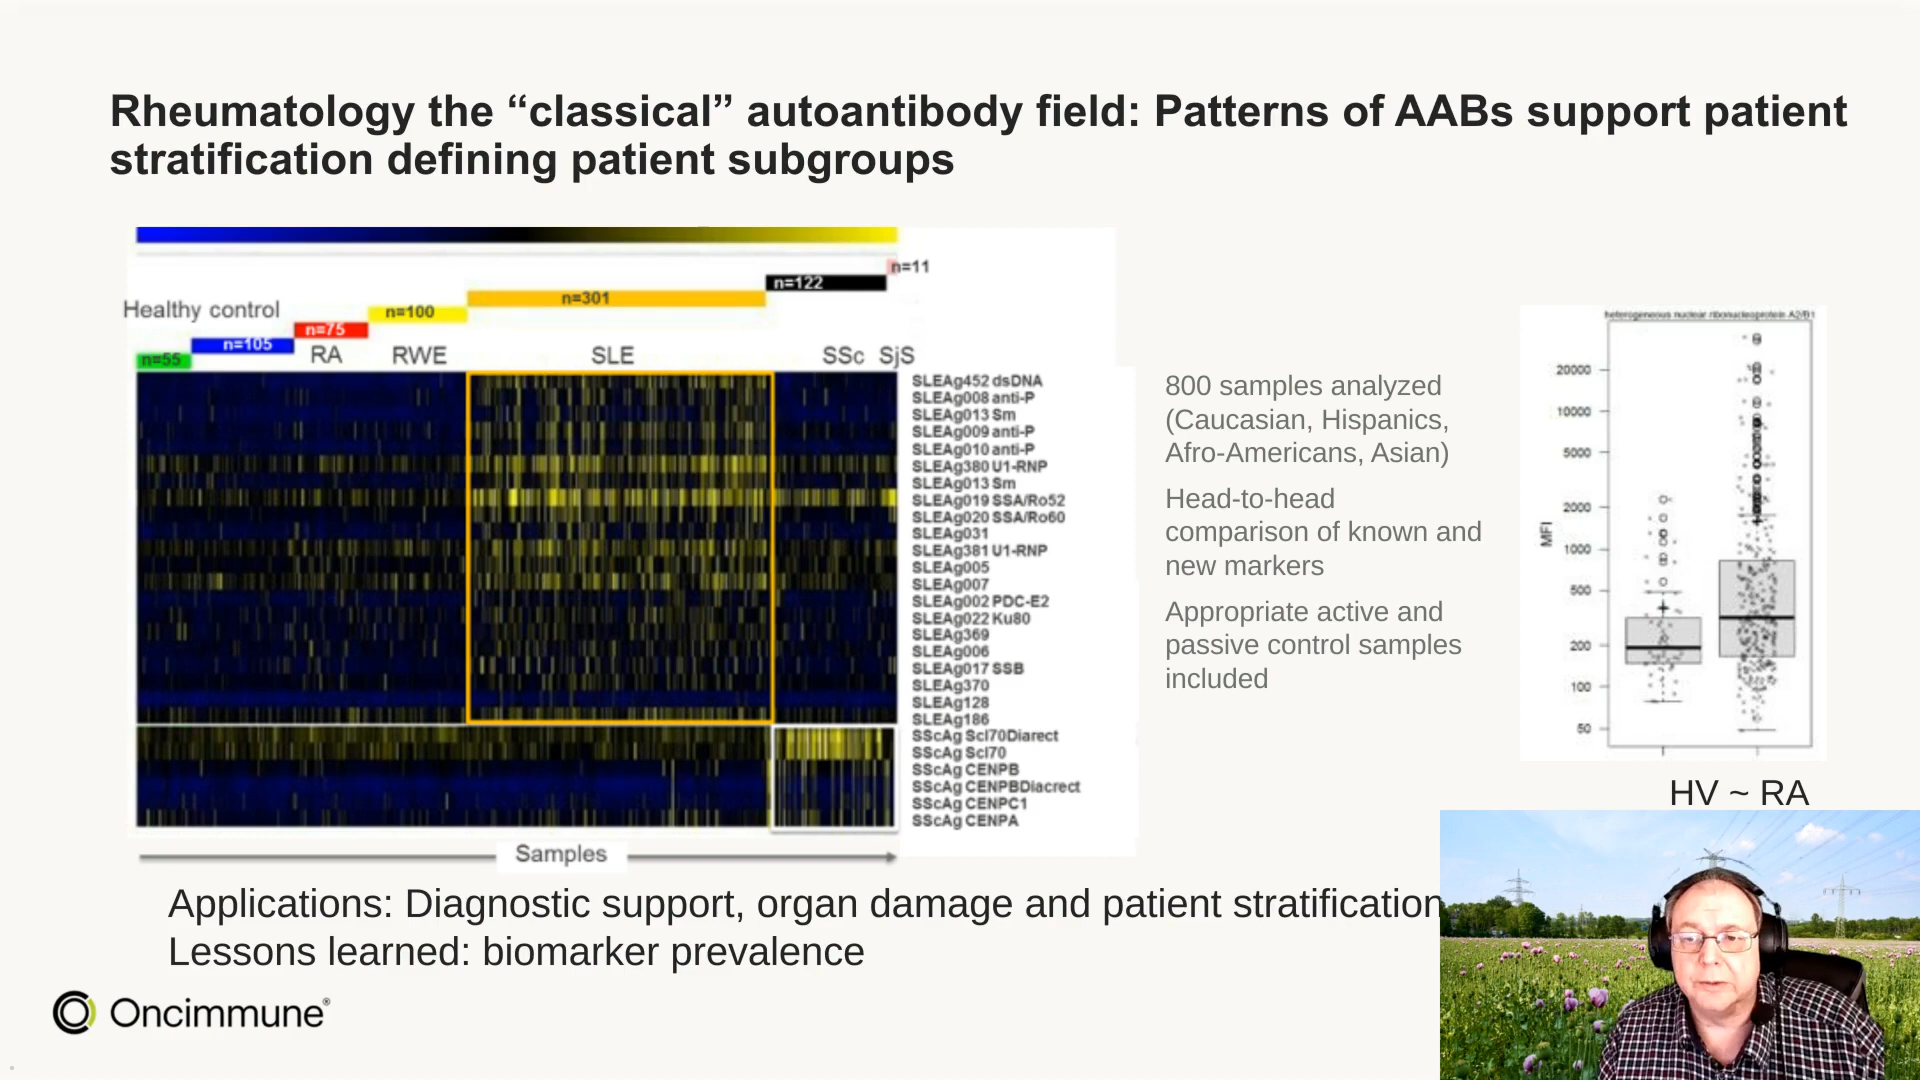 Rheumatology the “classical” autoantibody field: Patterns of AABs support patient
stratification defining patient subgroups
n=11
n=122
n=301
Healthy control
n=100
n=75
n=105
n=55
RA
RWE
SLE
SSc
SjS
SLEAg452 dsDNA
SLEAg008 anti-P
SLEAg013 Sm
SLEAg009 anti-P
SLEAg010 anti-P
SLEAg380 U1-RNP
SLEAg013 Sm
SLEAg019 SSA/Ro52
SLEAg020 SSA/Ro60
SLEAg031
SLEAg381 U1-RNP
SLEAg005
SLEAg007
SLEAg002 PDC-E2
SLEAg022 Ku80
SLEAg369
SLEAg006
SLEAg017 SSB
SLEAg370
SLEAg128
SLEAg186
SScAg Scl70Diarect
SScAg Scl70
SScAg CENPB
SScAg CENPBDiacrect
SScAg CENPC1
SScAg CENPA
Samples
800 samples analyzed
(Caucasian, Hispanics,
Afro-Americans, Asian)
Head-to-head
comparison of known and
new markers
Appropriate active and
passive control samples
included
heterogeneous nuclear ribonucleoprotein A2/B1
20000
10000
5000
2000
1000
500
200
100
50
MFI
HV ~ RA
Applications: Diagnostic support, organ damage and patient stratification
Lessons learned: biomarker prevalence
Oncimmune®